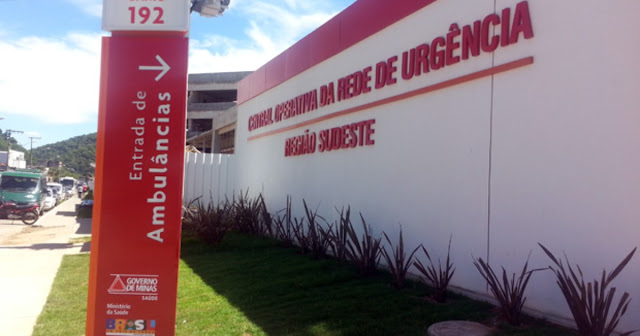 192
Entrada de
Ambulâncias
GOVERNO
DE MINAS
SAÚDE
Ministério
da Saúde
BRASIL
CENTRAL OPERATIVA DA REDE DE URGÊNCIA
REGIÃO SUDESTE